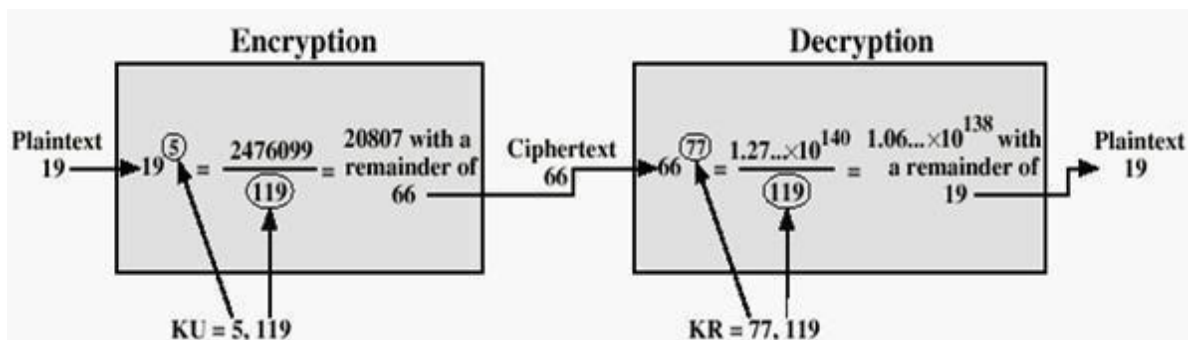 Encryption
Plaintext
19
19^5 = 2476099 / 119 = 20807 with a
remainder of
66
KU = 5, 119
Ciphertext
66
Decryption
66^77 = 1.27...×10^140 / 119 = 1.06...×10^138 with
a remainder of
19
KR = 77, 119
Plaintext
19